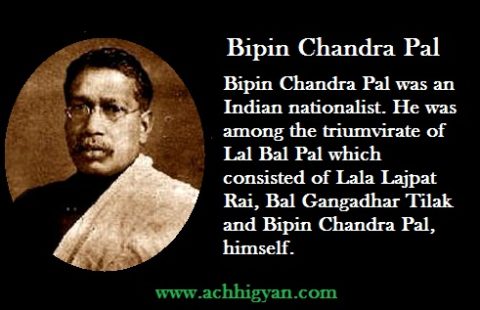 Bipin Chandra Pal
Bipin Chandra Pal was an
Indian nationalist. He was
among the triumvirate of
Lal Bal Pal which
consisted of Lala Lajpat
Rai, Bal Gangadhar Tilak
and Bipin Chandra Pal,
himself.
www.achhigyan.com